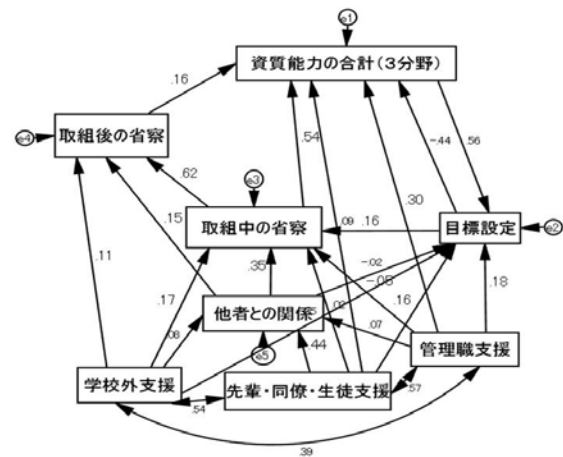 e1
資質能力の合計(3分野)
.16
e4
取組後の省察
.54
-.44
.56
.62
e3
.30
取組中の省察
.15
.09
.16
目標設定
e2
.11
.35
-.02
-.05
.17
.02
.16
.18
他者との関係
.08
.07
管理職支援
e5
.44
学校外支援
先輩・同僚・生徒支援
.57
.54
.39